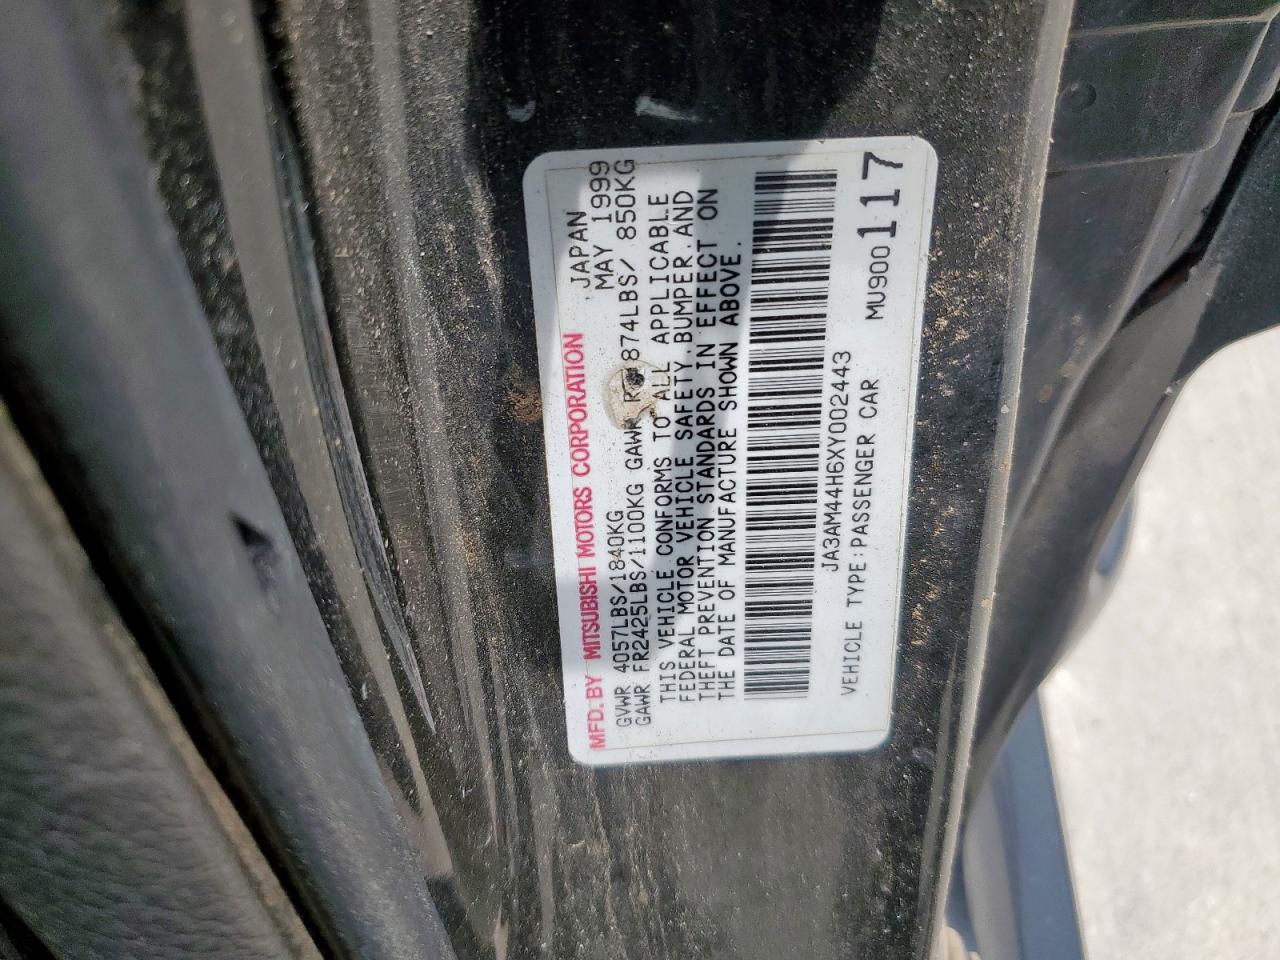 MFD. BY MITSUBISHI MOTORS CORPORATION JAPAN
GVWR 4057LBS/1840KG MAY 1999
GAWR FR2425LBS/1100KG GAWR 874LBS/ 850KG
THIS VEHICLE CONFORMS TO ALL APPLICABLE
FEDERAL MOTOR VEHICLE SAFETY, BUMPER, AND
THEFT PREVENTION STANDARDS IN EFFECT ON
THE DATE OF MANUFACTURE SHOWN ABOVE.
JA3AM44H6XY002443
VEHICLE TYPE:PASSENGER CAR MU900117